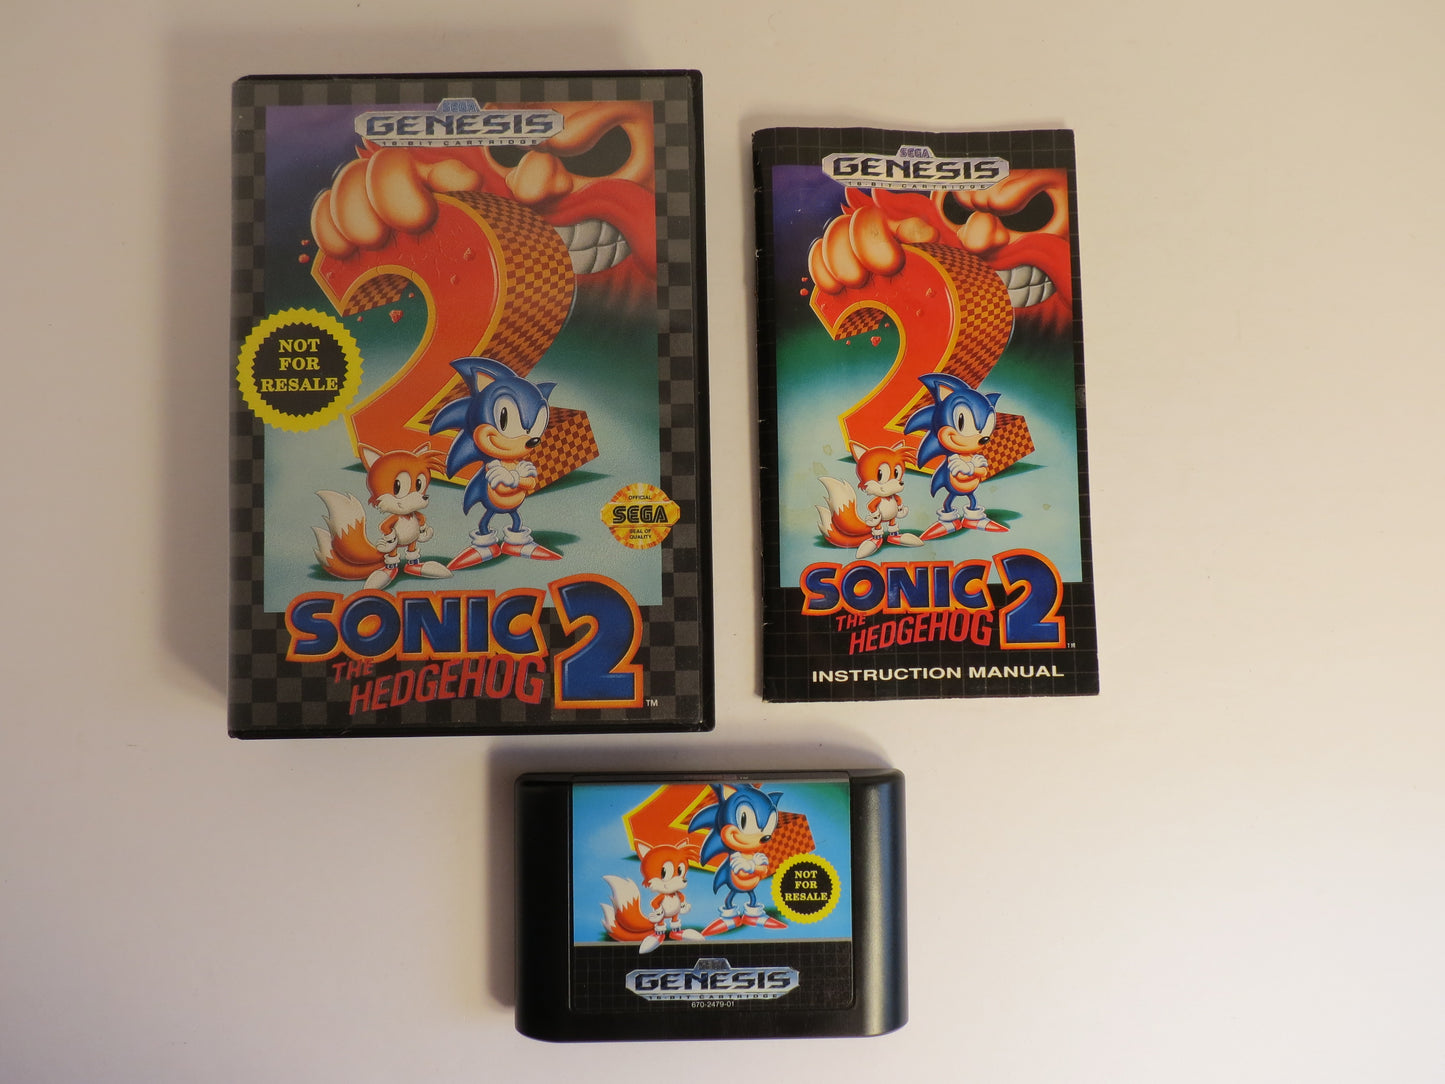 SEGA
GENESIS
16-BIT CARTRIDGE
NOT
FOR
RESALE
OFFICIAL
SEGA
SEAL OF
QUALITY
SONIC
THE
HEDGEHOG
2
TM
SEGA
GENESIS
16-BIT CARTRIDGE
SONIC
THE
HEDGEHOG
2
TM
INSTRUCTION MANUAL
TM
NOT
FOR
RESALE
SEGA
GENESIS
16-BIT CARTRIDGE
670-2479-01